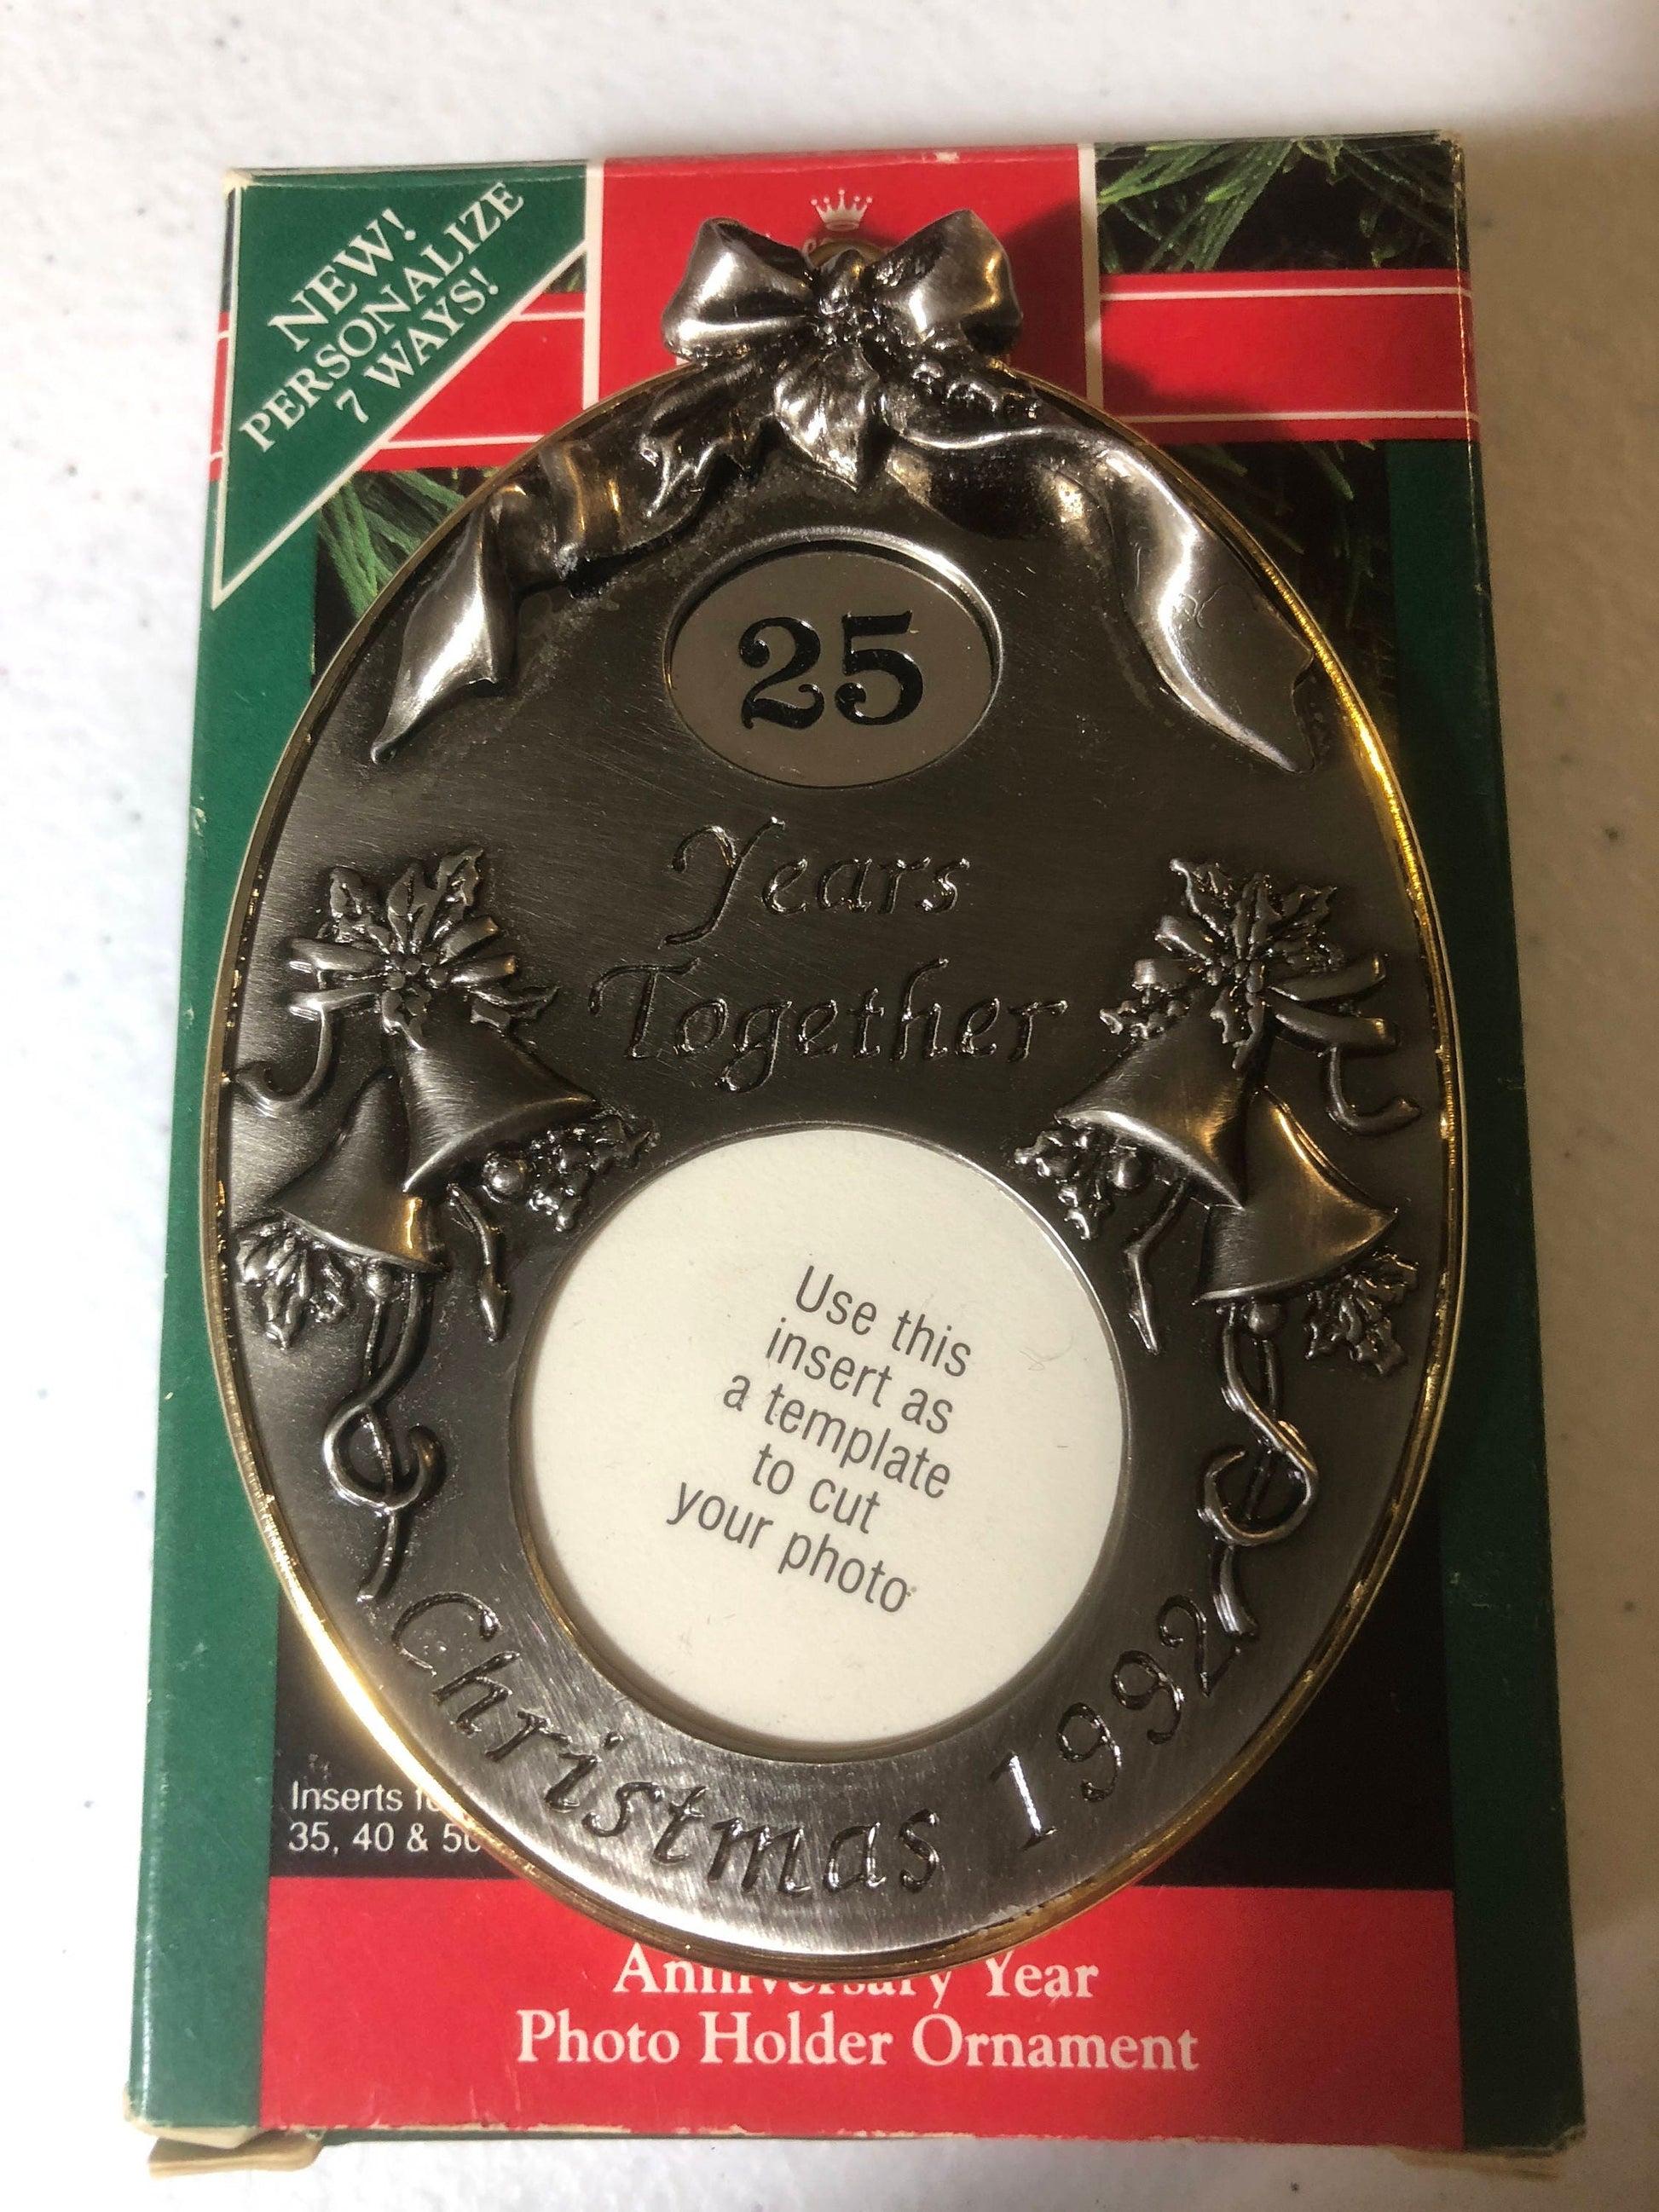 NEW!
PERSONALIZE
7 WAYS!
25
Years
Together
Use this
insert as
a template
to cut
your photo
Christmas 1992
Inserts
35, 40 &
Anniversary Year
Photo Holder Ornament